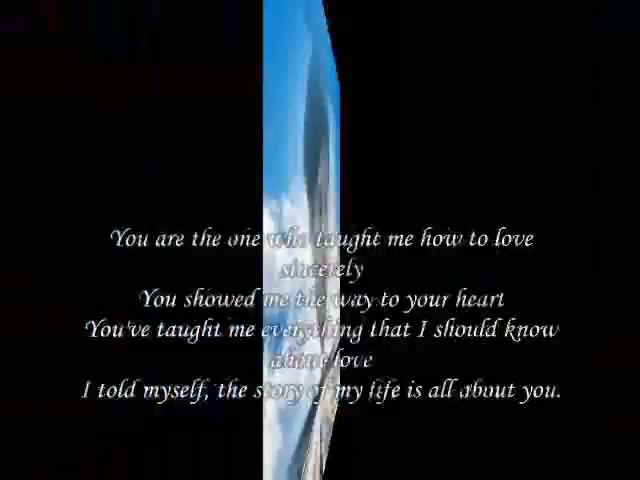 You are the one who taught me how to love
sincerely
You showed me the way to your heart
You've taught me everything that I should know
about love
I told myself, the story of my life is all about you.